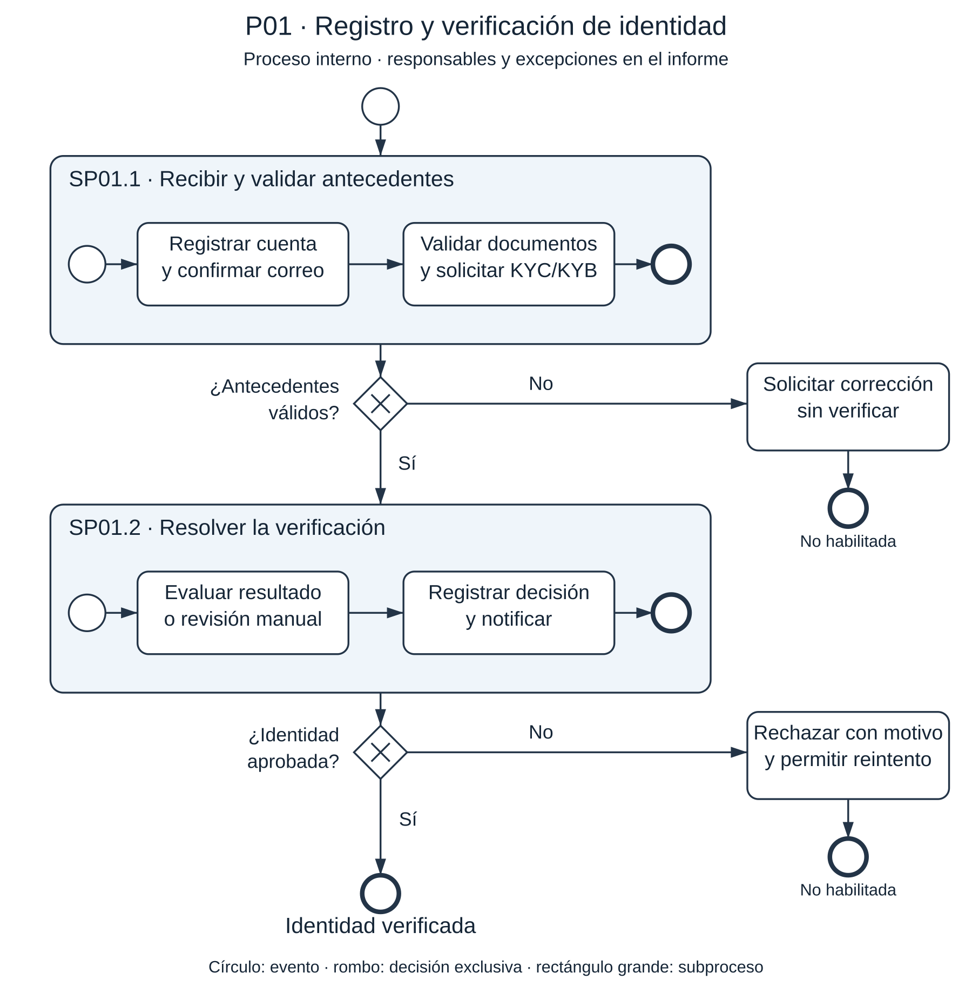 P01 · Registro y verificación de identidad
Proceso interno · responsables y excepciones en el informe
SP01.1 · Recibir y validar antecedentes
Registrar cuenta
y confirmar correo
Validar documentos
y solicitar KYC/KYB
¿Antecedentes
válidos?
No
Solicitar corrección
sin verificar
Sí
No habilitada
SP01.2 · Resolver la verificación
Evaluar resultado
o revisión manual
Registrar decisión
y notificar
¿Identidad
aprobada?
No
Rechazar con motivo
y permitir reintento
Sí
No habilitada
Identidad verificada
Círculo: evento · rombo: decisión exclusiva · rectángulo grande: subproceso